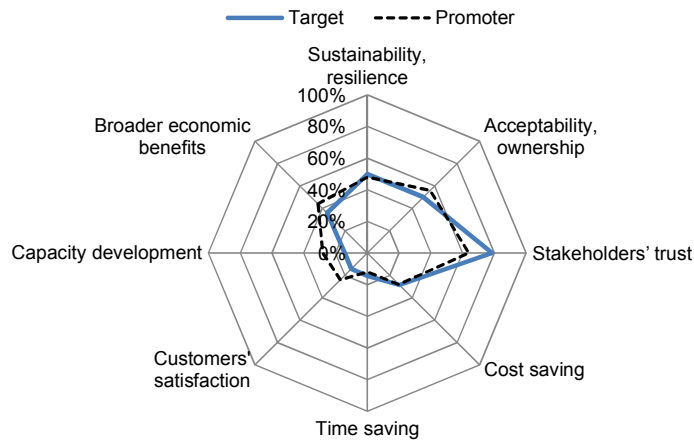 Target
Promoter
Sustainability,
resilience
100%
80%
60%
40%
20%
0%
Acceptability,
ownership
Stakeholders’ trust
Cost saving
Time saving
Customers'
satisfaction
Capacity development
Broader economic
benefits